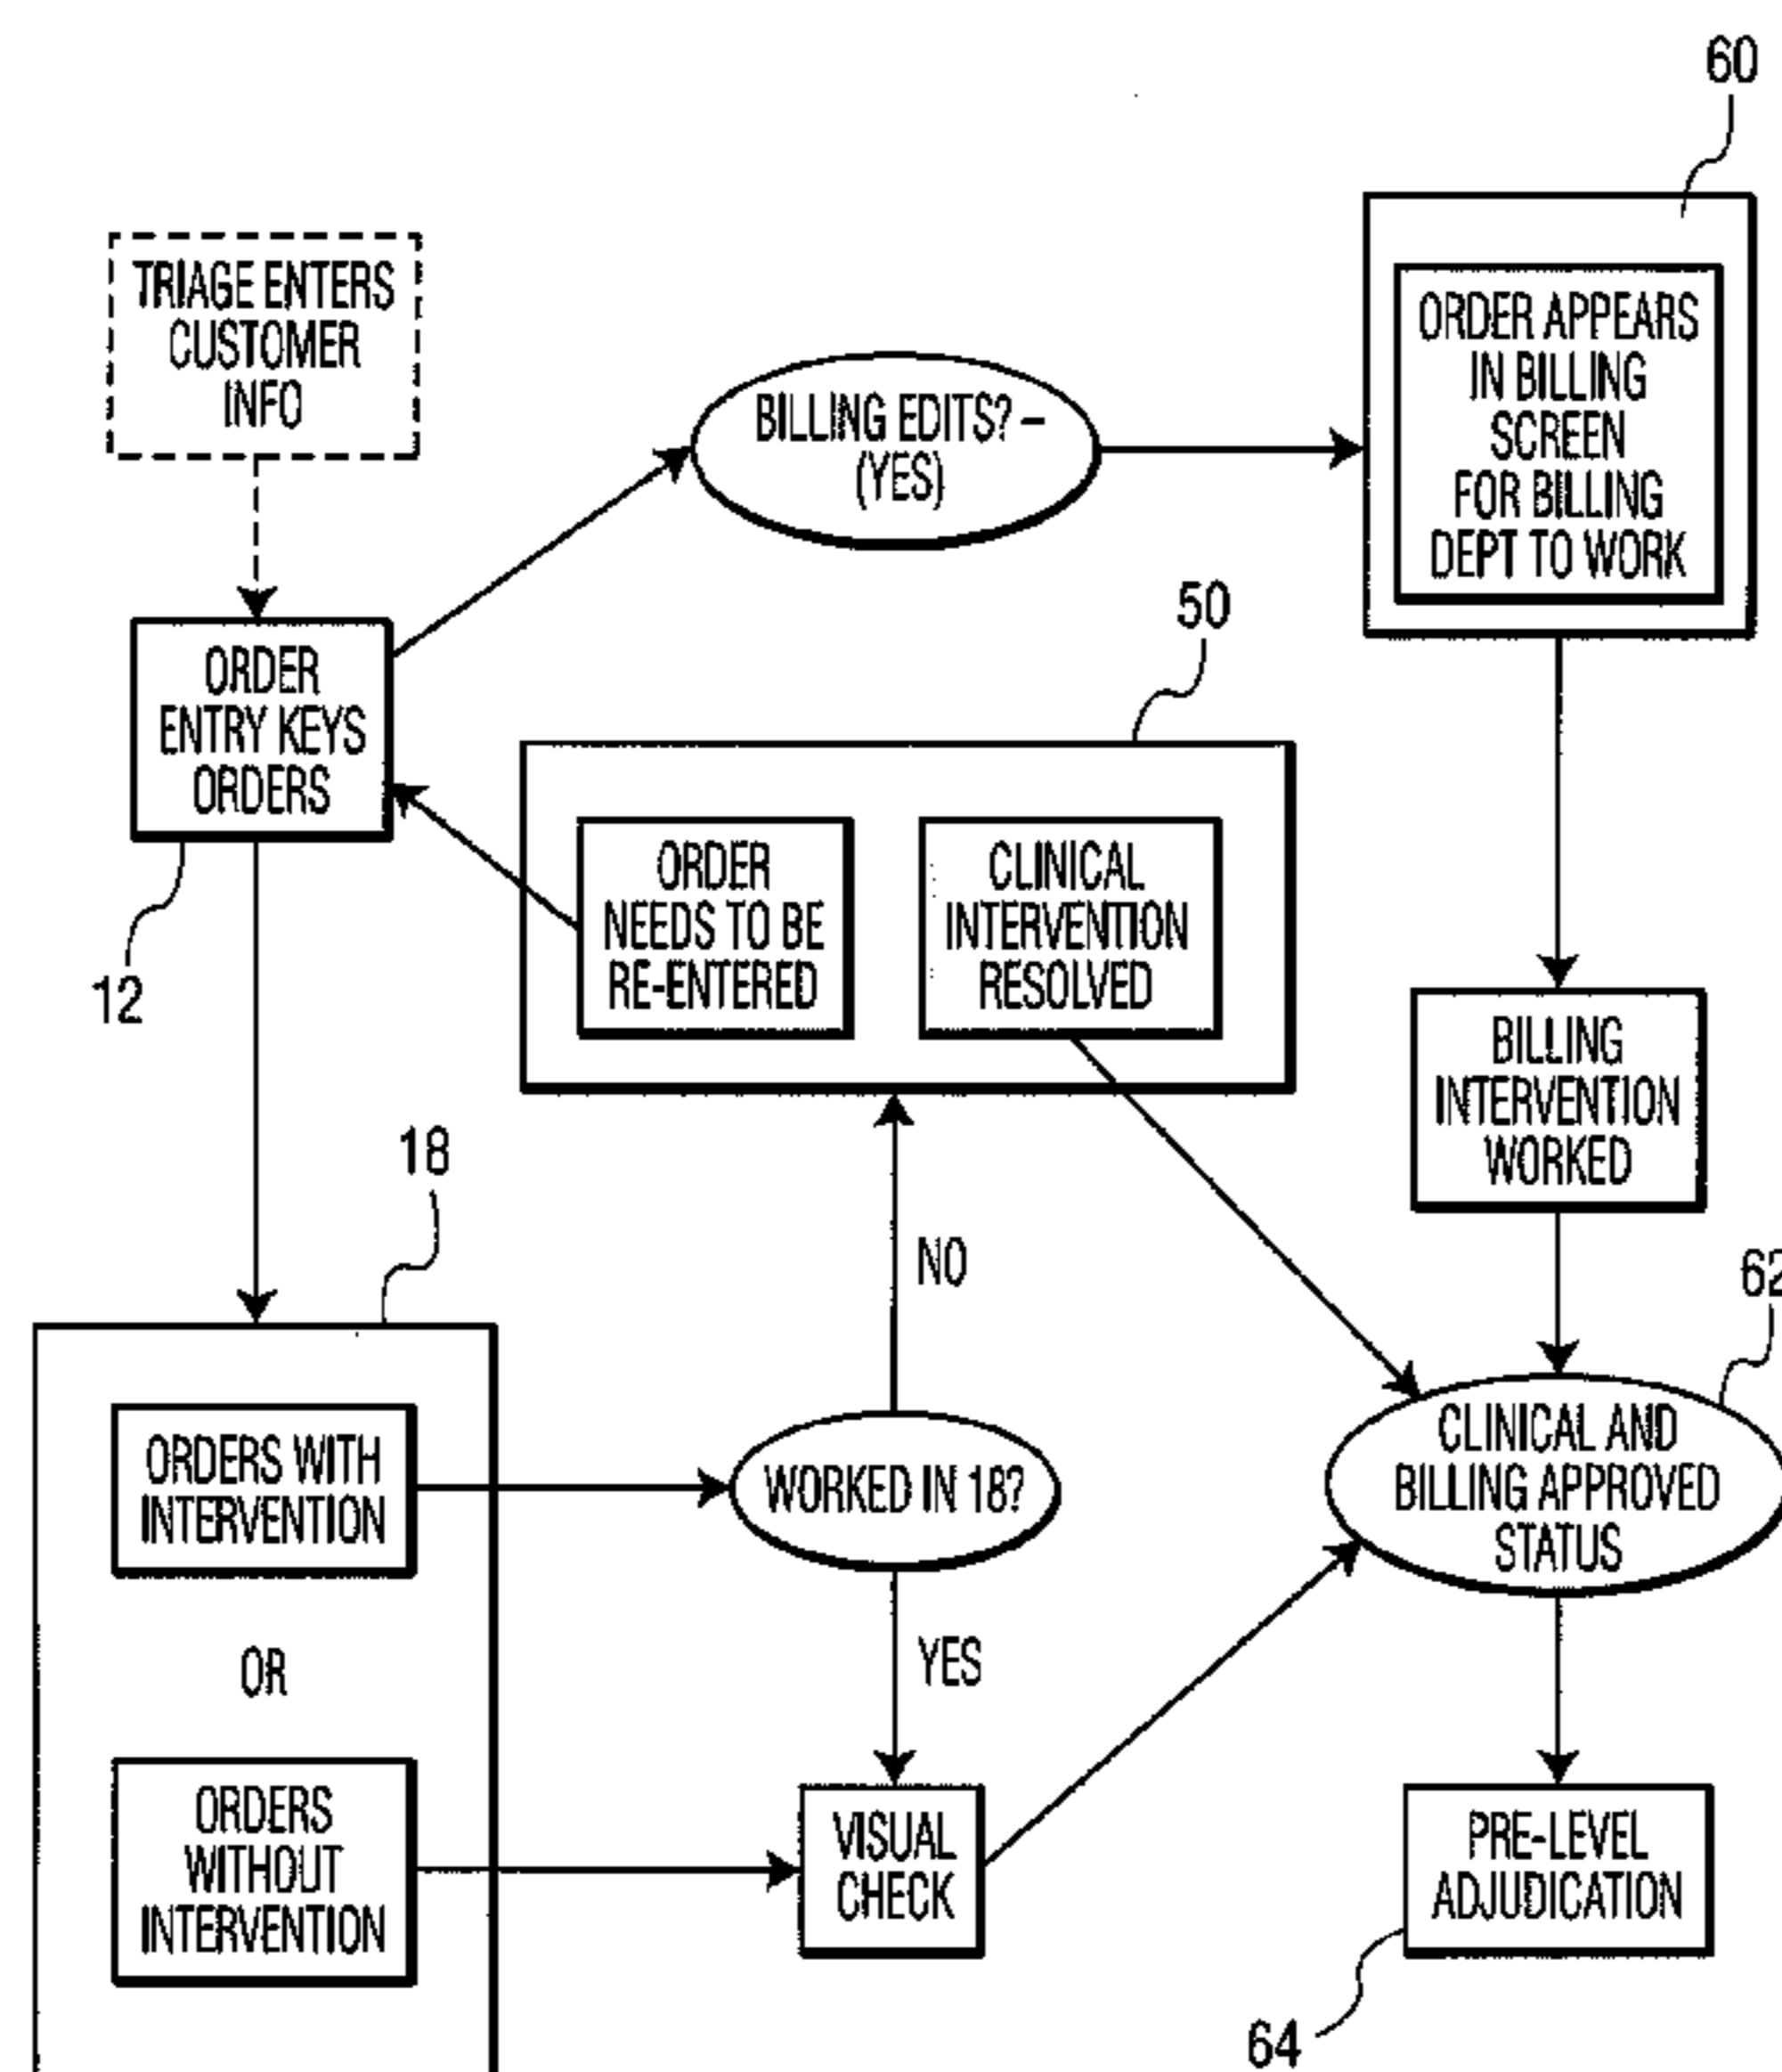 60
TRIAGE ENTERS
CUSTOMER
INFO
BILLING EDITS? –
(YES)
ORDER APPEARS
IN BILLING
SCREEN
FOR BILLING
DEPT TO WORK
50
ORDER
ENTRY KEYS
ORDERS
12
ORDER
NEEDS TO BE
RE-ENTERED
CLINICAL
INTERVENTION
RESOLVED
BILLING
INTERVENTION
WORKED
18
NO
62
ORDERS WITH
INTERVENTION
WORKED IN 18?
CLINICAL AND
BILLING APPROVED
STATUS
OR
YES
ORDERS
WITHOUT
INTERVENTION
VISUAL
CHECK
PRE-LEVEL
ADJUDICATION
64